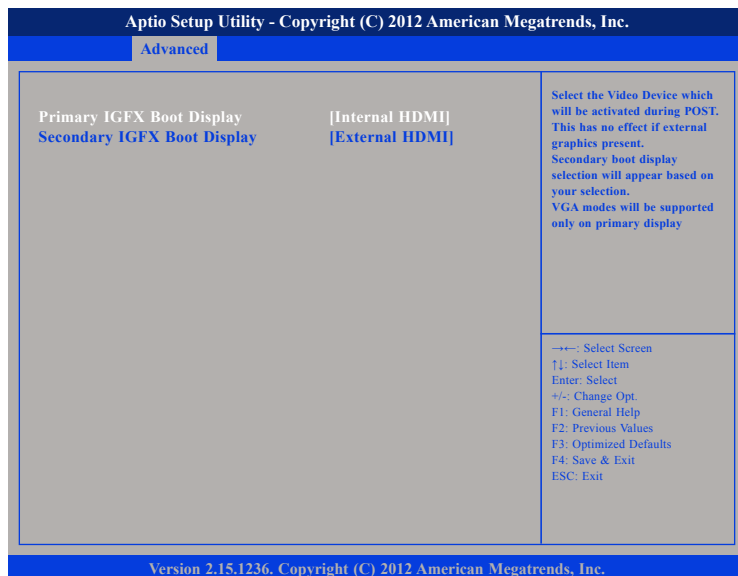 Aptio Setup Utility - Copyright (C) 2012 American Megatrends, Inc.
Advanced
Primary IGFX Boot Display [Internal HDMI]
Secondary IGFX Boot Display [External HDMI]
Select the Video Device which
will be activated during POST.
This has no effect if external
graphics present.
Secondary boot display
selection will appear based on
your selection.
VGA modes will be supported
only on primary display
→←: Select Screen
↑↓: Select Item
Enter: Select
+/-: Change Opt.
F1: General Help
F2: Previous Values
F3: Optimized Defaults
F4: Save & Exit
ESC: Exit
Version 2.15.1236. Copyright (C) 2012 American Megatrends, Inc.